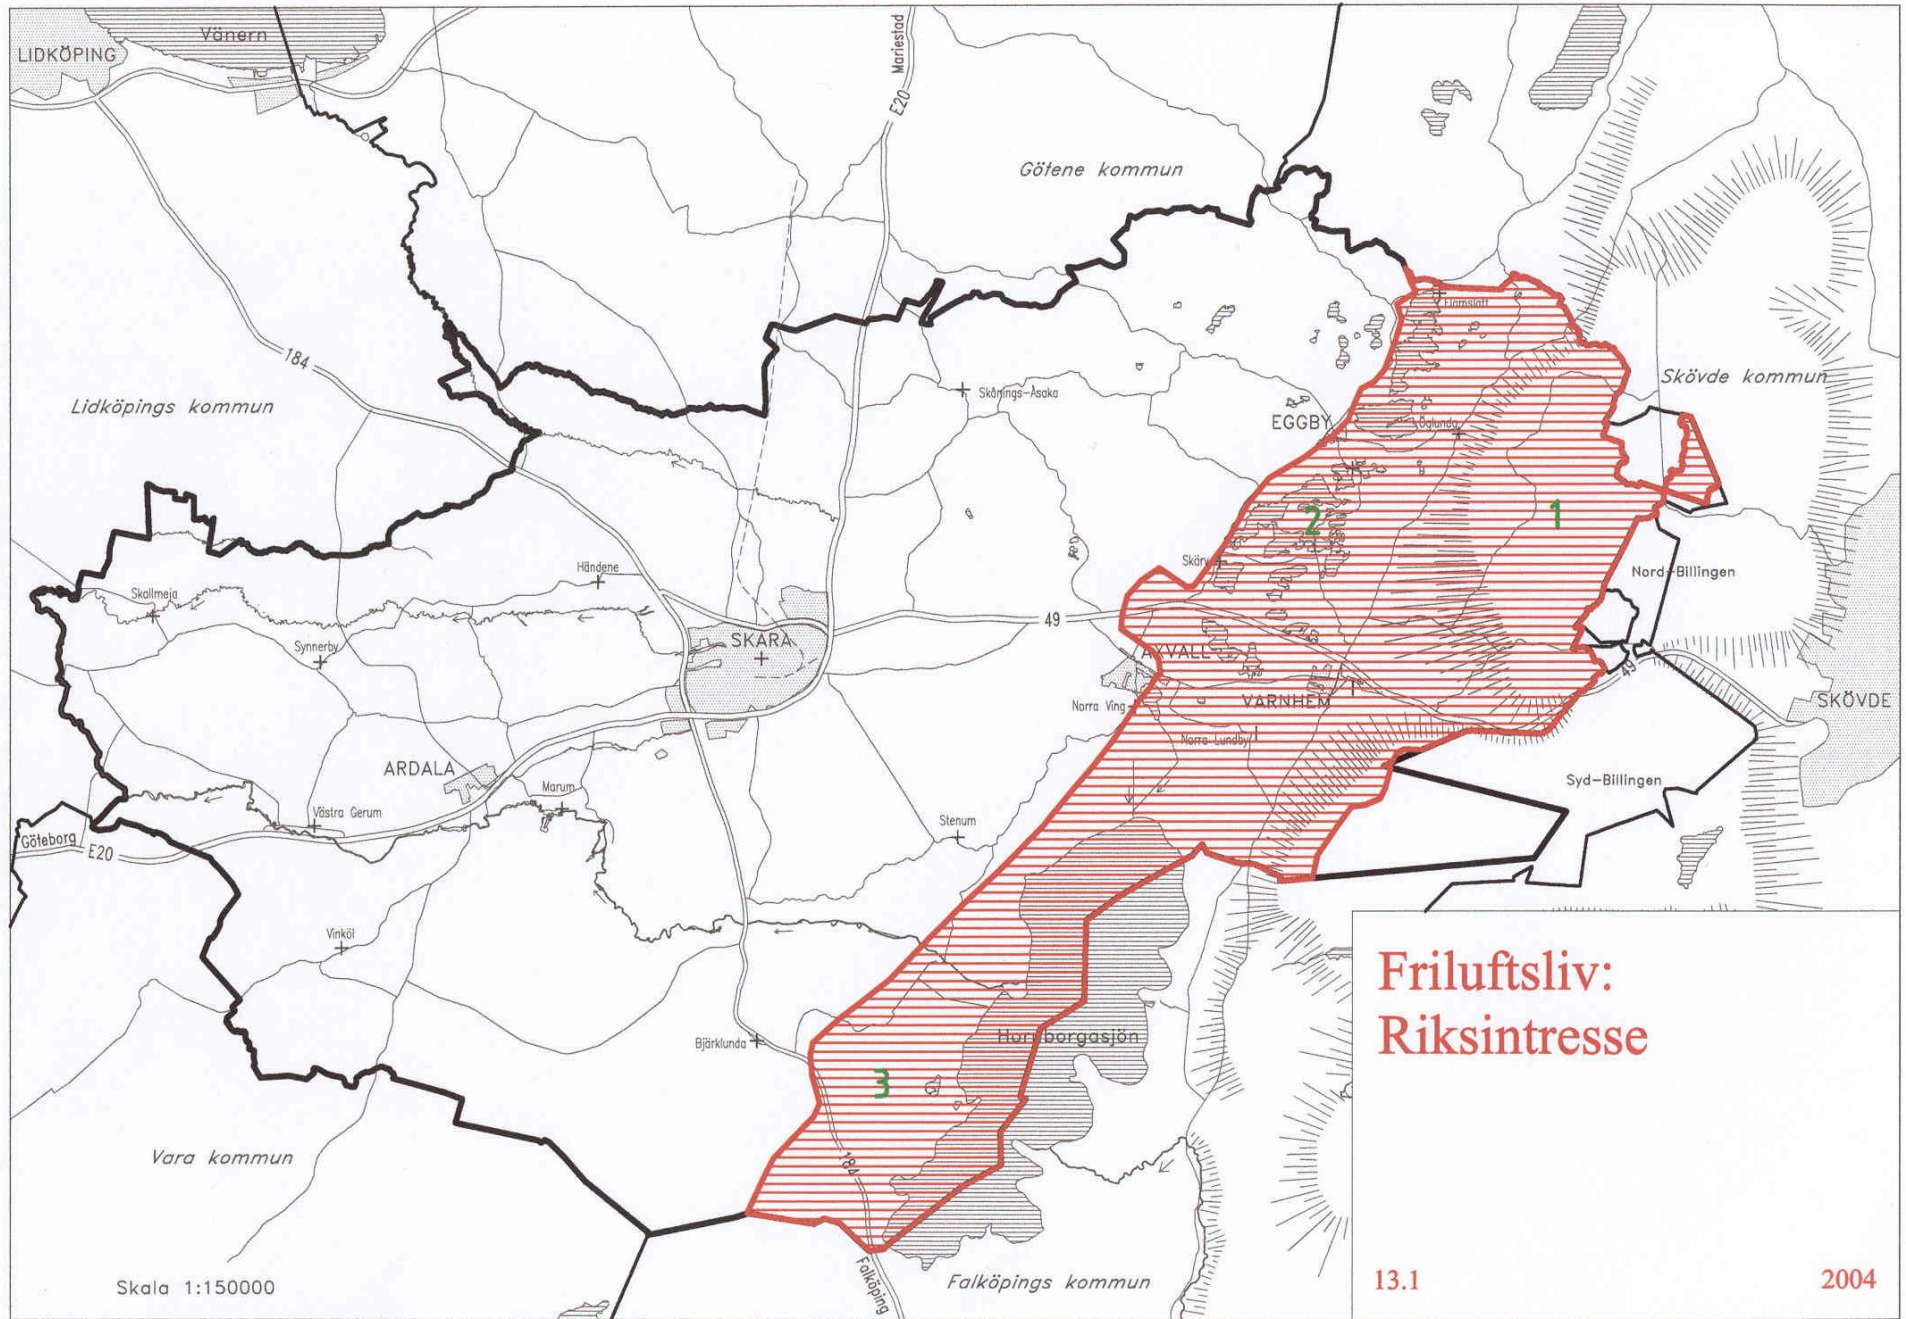 Vänern
LIDKÖPING
Mariestad
E20
Götene kommun
184
Flämslätt
Skövde kommun
Lidköpings kommun
Skånings-Åsaka
EGGBY
Öglunda
2
1
Skärv
Nord-Billingen
Händene
Skallmeja
49
SKARA
Synnerby
AXVALL
49
VARNHEM
SKÖVDE
Norra Ving
Norra Lundby
ARDALA
Syd-Billingen
Marum
Västra Gerum
Stenum
Göteborg
E20
Vinköl
Friluftsliv:
Riksintresse
Bjärklunda
Hornborgasjön
3
Vara kommun
184
Falköping
Falköpings kommun
Skala 1:150000
13.1
2004